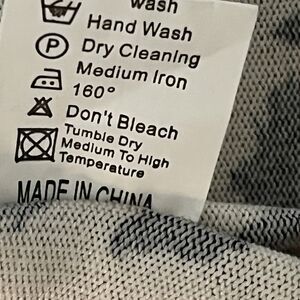 wash
Hand Wash
P Dry Cleaning
Medium Iron
160°
Don't Bleach
Tumble Dry
Medium To High
Temperature
MADE IN CHINA